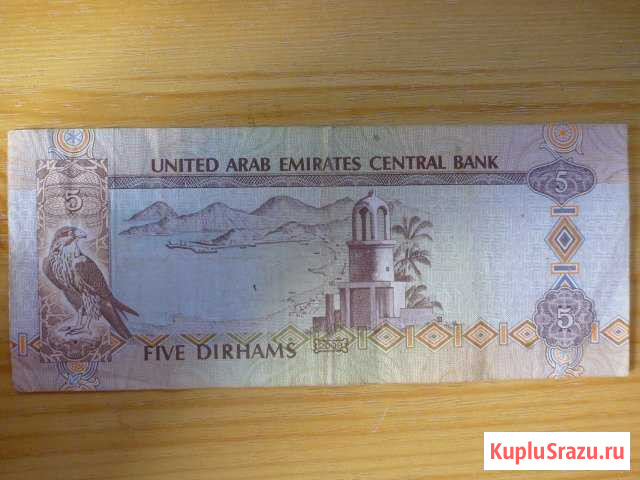 UNITED ARAB EMIRATES CENTRAL BANK
5
5
5
FIVE DIRHAMS
KupluSrazu.ru